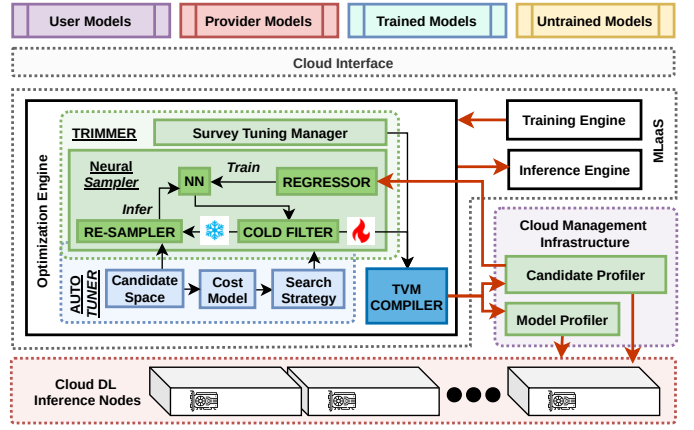 User Models
Provider Models
Trained Models
Untrained Models
Cloud Interface
Optimization Engine
TRIMMER
Survey Tuning Manager
Neural
Sampler
NN
Train
REGRESSOR
Infer
RE-SAMPLER
COLD FILTER
AUTO
TUNER
Candidate
Space
Cost
Model
Search
Strategy
TVM
COMPILER
Training Engine
Inference Engine
MLaaS
Cloud Management
Infrastructure
Candidate Profiler
Model Profiler
Cloud DL
Inference Nodes